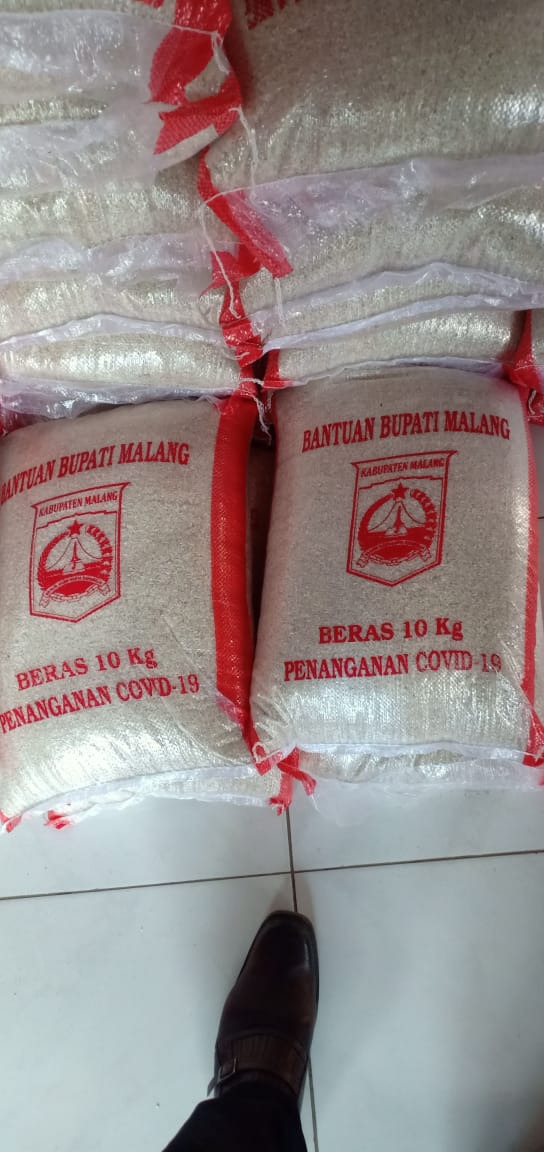 BANTUAN BUPATI MALANG
KABUPATEN MALANG
BERAS 10 Kg
PENANGANAN COVD-19
BANTUAN BUPATI MALANG
KABUPATEN MALANG
BERAS 10 Kg
PENANGANAN COVID-19